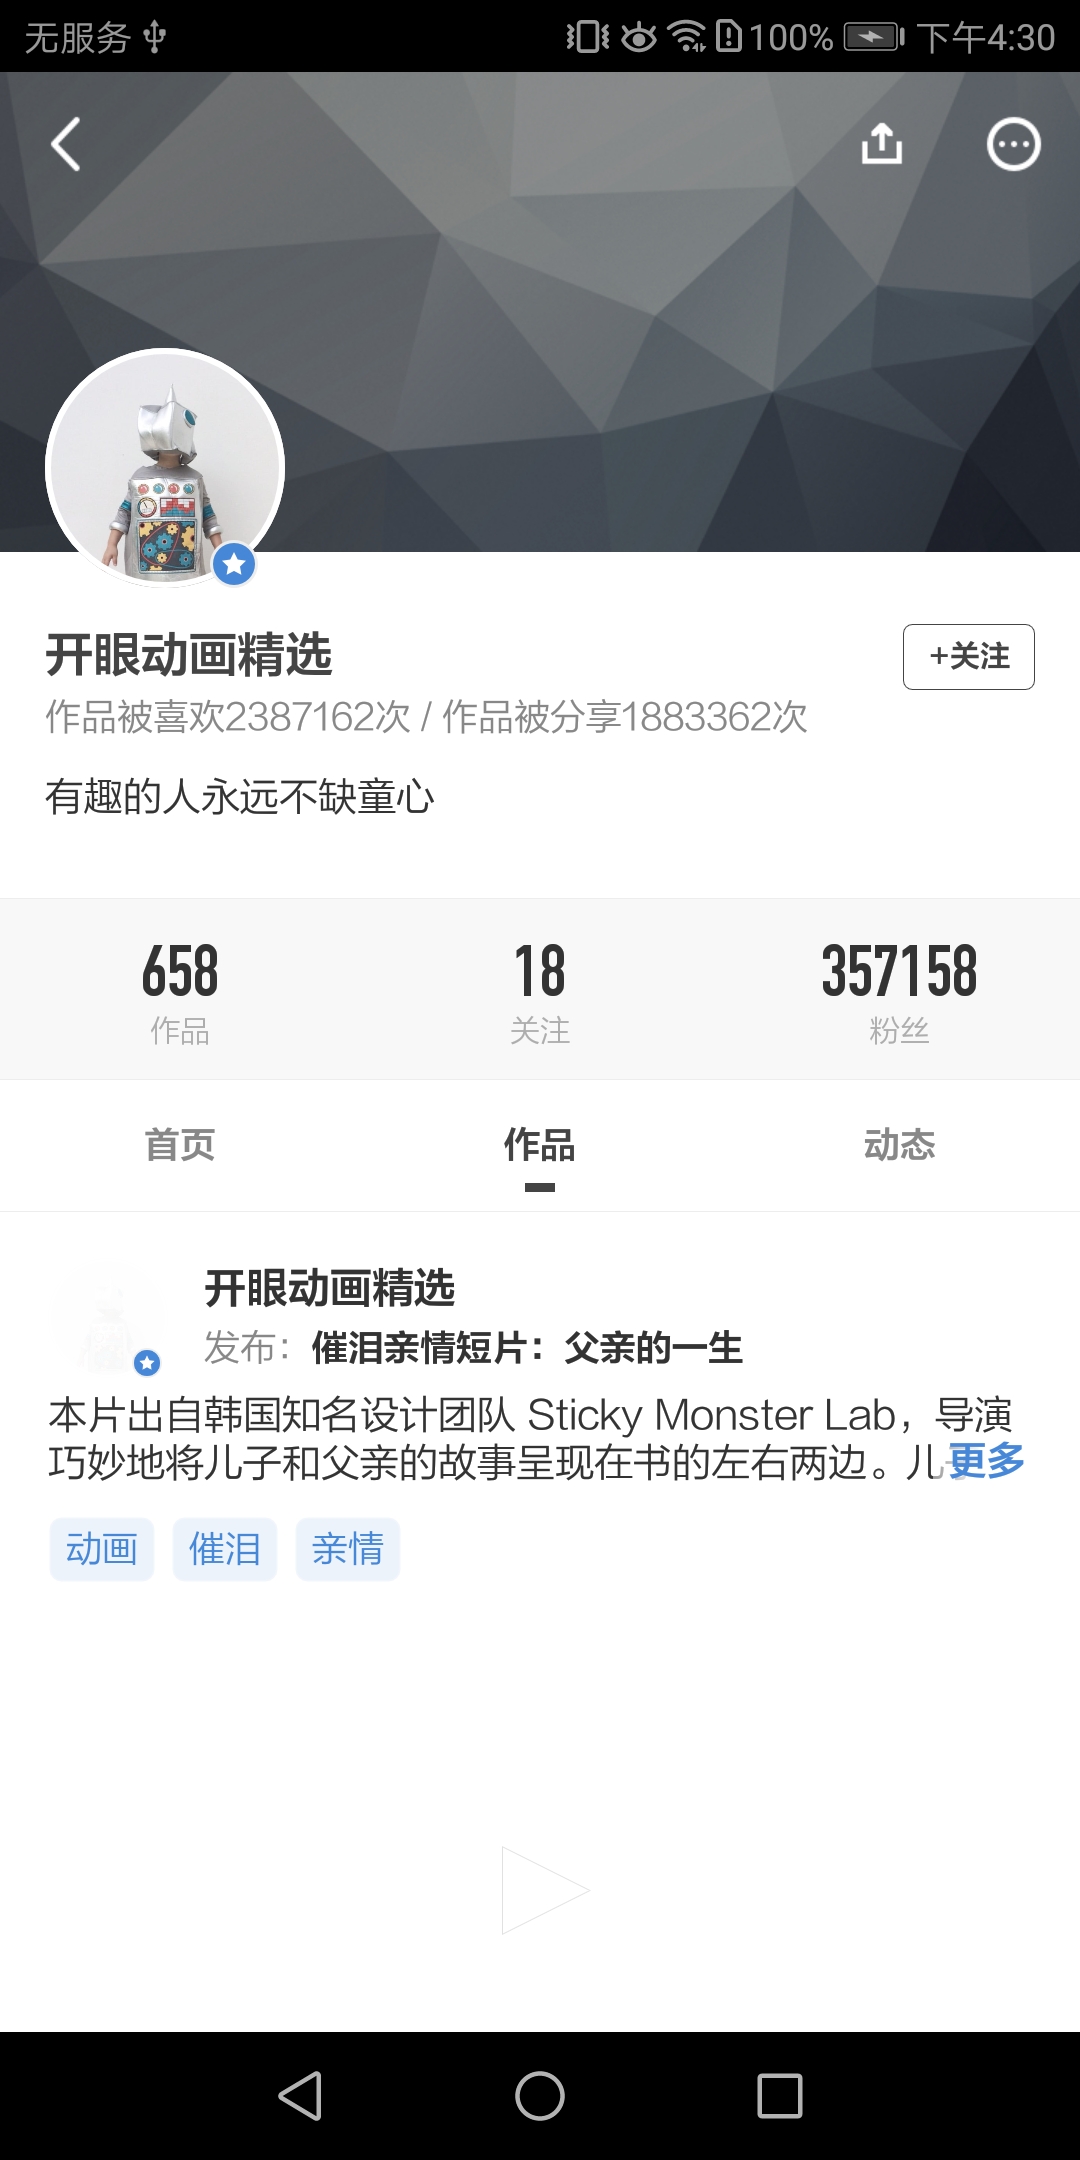 无服务 100% 下午4:30
开眼动画精选
+关注
作品被喜欢2387162次 / 作品被分享1883362次
有趣的人永远不缺童心
658 18 357158
作品 关注 粉丝
首页 作品 动态
开眼动画精选
发布：催泪亲情短片：父亲的一生
本片出自韩国知名设计团队 Sticky Monster Lab，导演
巧妙地将儿子和父亲的故事呈现在书的左右两边。儿 更多
动画 催泪 亲情